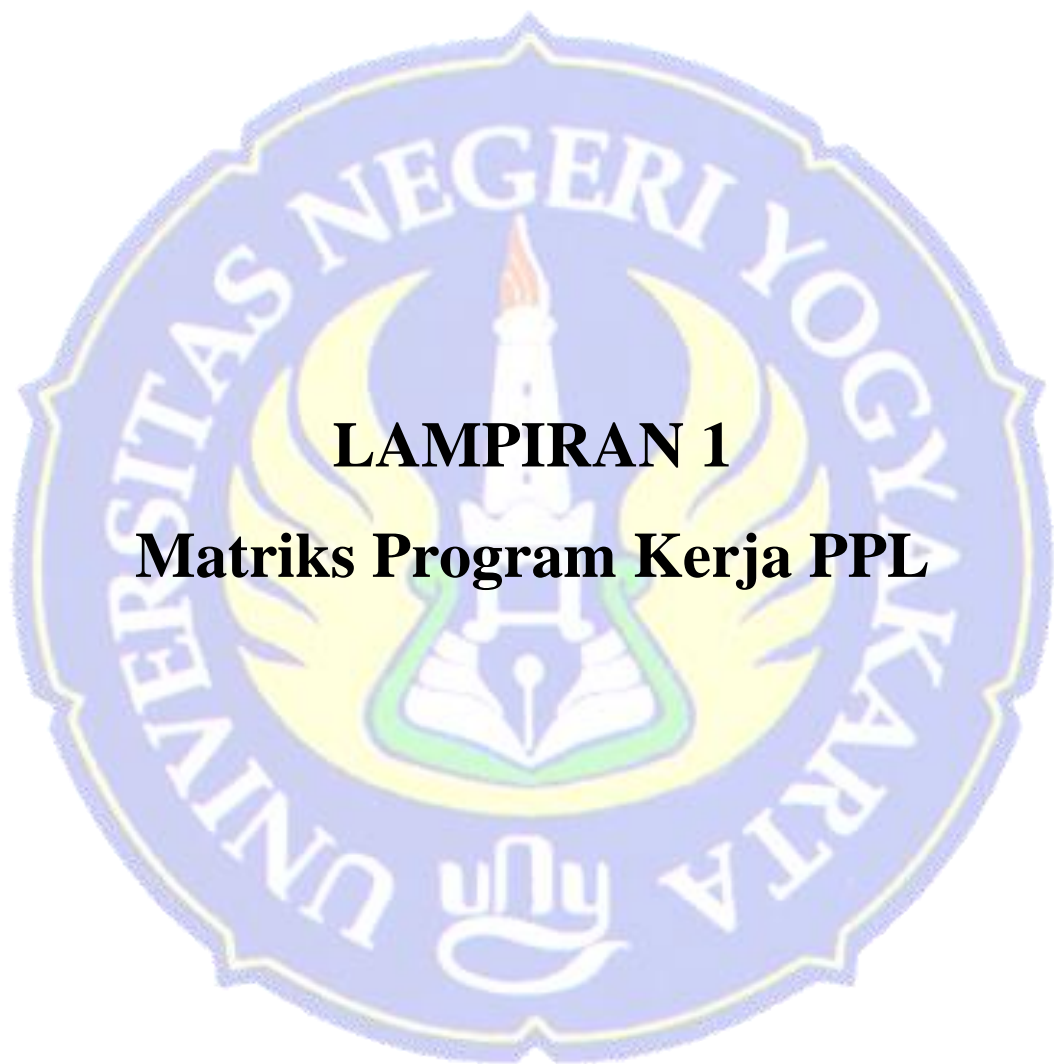 UNIVERSITAS NEGERI YOGYAKARTA
LAMPIRAN 1
Matriks Program Kerja PPL
uny